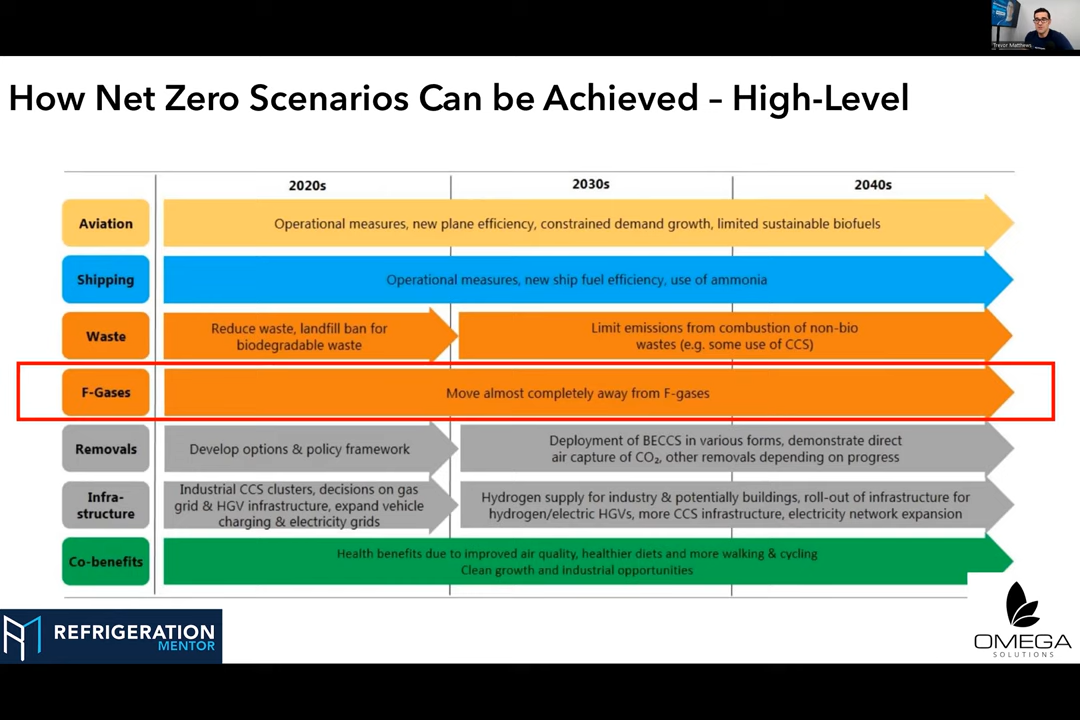 Trevor Matthews
How Net Zero Scenarios Can be Achieved – High-Level
2020s
2030s
2040s
Aviation
Operational measures, new plane efficiency, constrained demand growth, limited sustainable biofuels
Shipping
Operational measures, new ship fuel efficiency, use of ammonia
Waste
Reduce waste, landfill ban for
biodegradable waste
Limit emissions from combustion of non-bio
wastes (e.g. some use of CCS)
F-Gases
Move almost completely away from F-gases
Removals
Develop options & policy framework
Deployment of BECCS in various forms, demonstrate direct
air capture of CO₂, other removals depending on progress
Infra-
structure
Industrial CCS clusters, decisions on gas
grid & HGV infrastructure, expand vehicle
charging & electricity grids
Hydrogen supply for industry & potentially buildings, roll-out of infrastructure for
hydrogen/electric HGVs, more CCS infrastructure, electricity network expansion
Co-benefits
Health benefits due to improved air quality, healthier diets and more walking & cycling
Clean growth and industrial opportunities
REFRIGERATION
MENTOR
OMEGA
SOLUTIONS